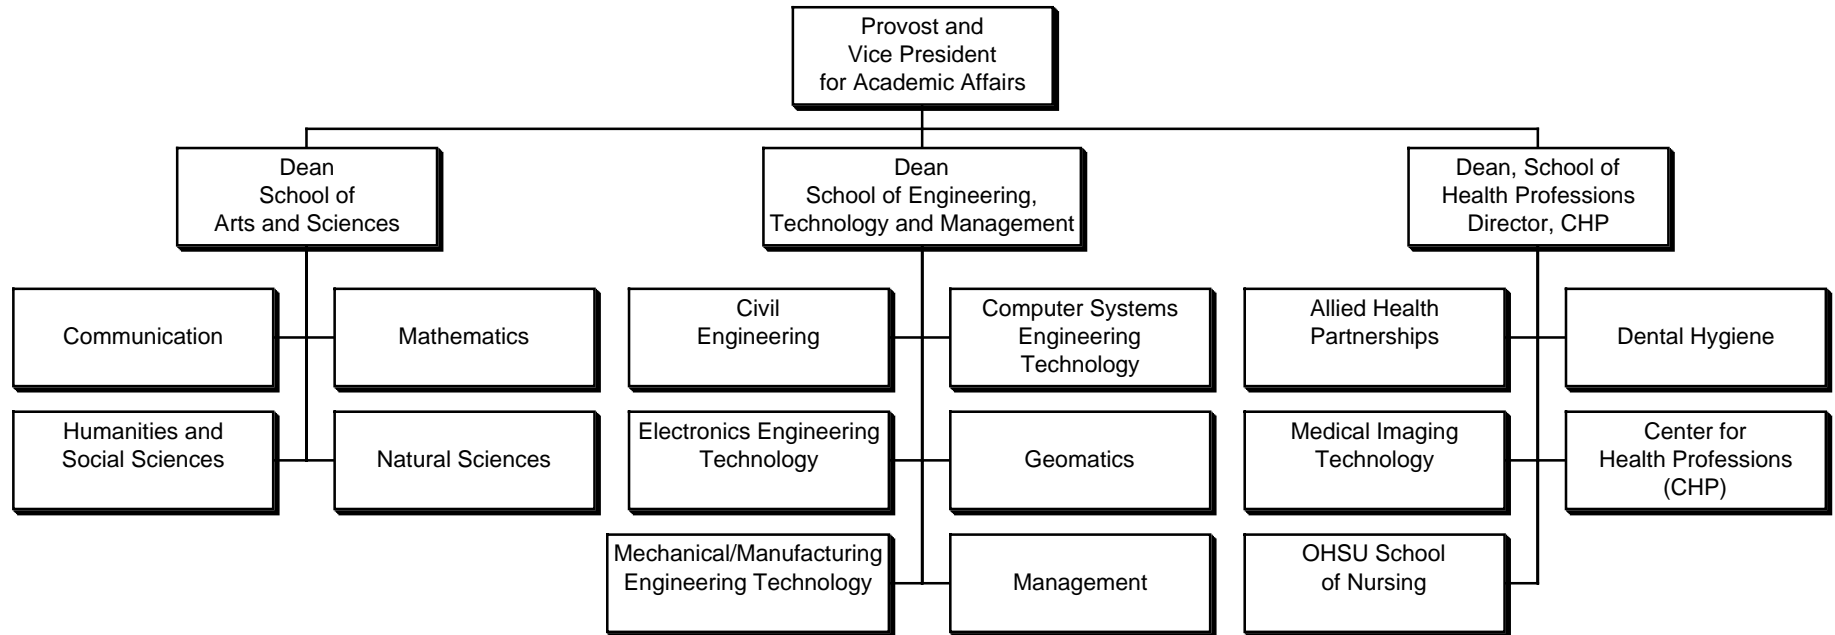 Provost and
Vice President
for Academic Affairs
Dean
School of
Arts and Sciences
Dean
School of Engineering,
Technology and Management
Dean, School of
Health Professions
Director, CHP
Communication
Mathematics
Civil
Engineering
Computer Systems
Engineering
Technology
Allied Health
Partnerships
Dental Hygiene
Humanities and
Social Sciences
Natural Sciences
Electronics Engineering
Technology
Geomatics
Medical Imaging
Technology
Center for
Health Professions
(CHP)
Mechanical/Manufacturing
Engineering Technology
Management
OHSU School
of Nursing